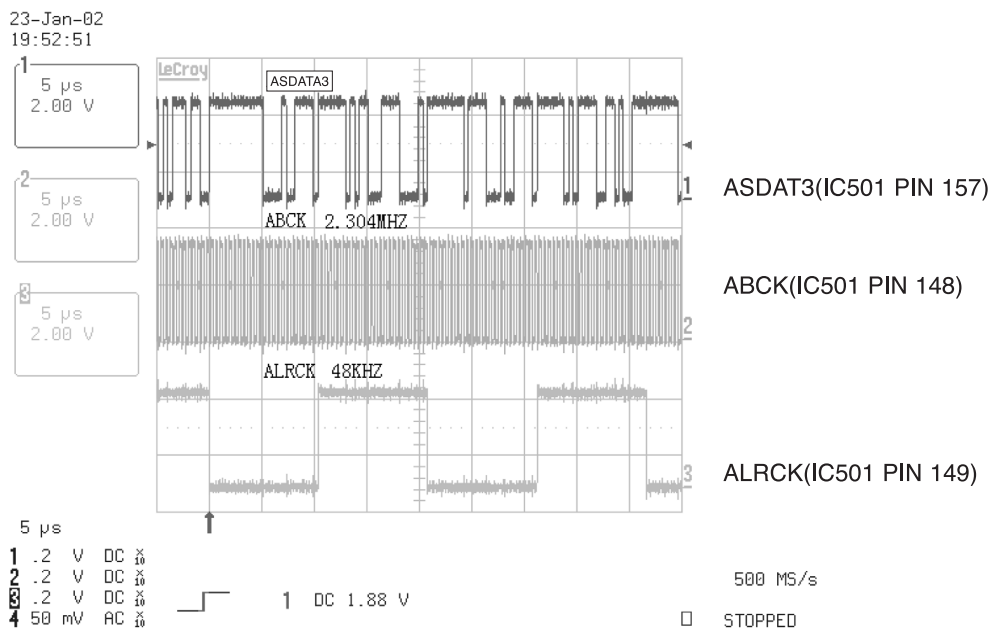 23-Jan-02
19:52:51
1
5 µs
2.00 V
2
5 µs
2.00 V
3
5 µs
2.00 V
LeCroy
ASDATA3
1
ASDAT3(IC501 PIN 157)
ABCK 2.304MHZ
ABCK(IC501 PIN 148)
2
ALRCK 48KHZ
3
ALRCK(IC501 PIN 149)
5 µs
1 .2 V DC X10
2 .2 V DC X10
3 .2 V DC X10
4 50 mV AC X10
1 DC 1.88 V
500 MS/s
STOPPED